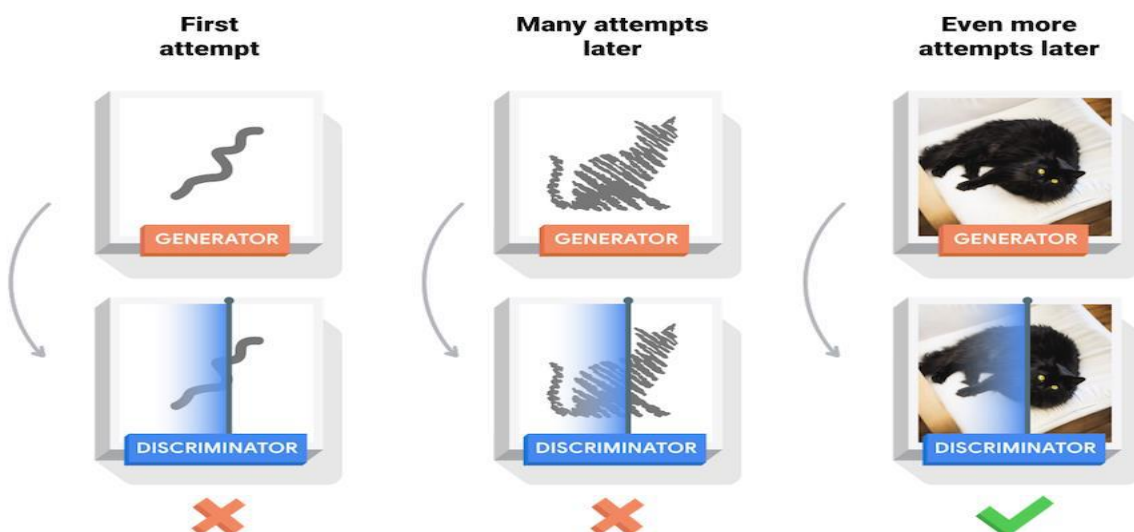 First
attempt
Many attempts
later
Even more
attempts later
GENERATOR
GENERATOR
GENERATOR
DISCRIMINATOR
DISCRIMINATOR
DISCRIMINATOR